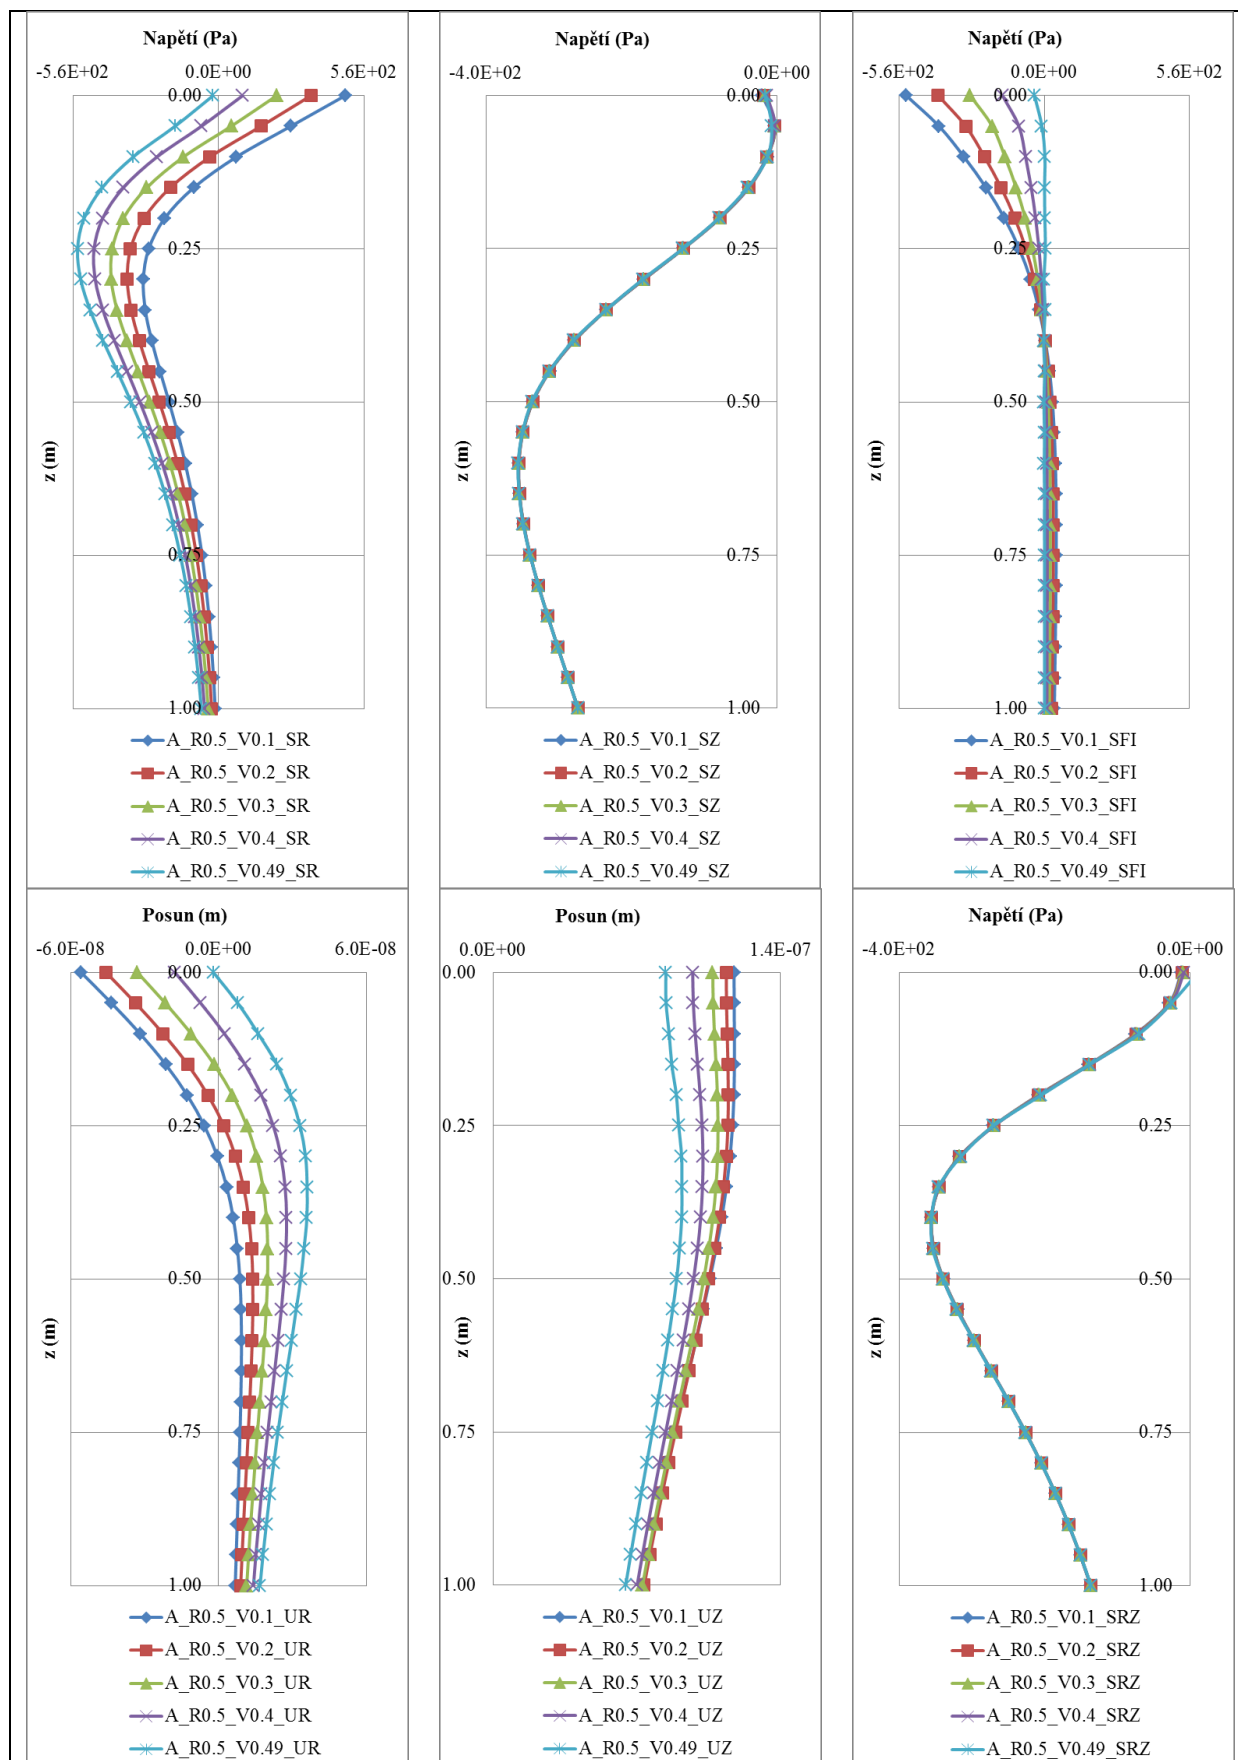 Napětí (Pa)
-5.6E+02 0.0E+00 5.6E+02
0.00
0.25
0.50
0.75
1.00
z (m)
A_R0.5_V0.1_SR
A_R0.5_V0.2_SR
A_R0.5_V0.3_SR
A_R0.5_V0.4_SR
A_R0.5_V0.49_SR
Napětí (Pa)
-4.0E+02 0.0E+00
0.00
0.25
0.50
0.75
1.00
z (m)
A_R0.5_V0.1_SZ
A_R0.5_V0.2_SZ
A_R0.5_V0.3_SZ
A_R0.5_V0.4_SZ
A_R0.5_V0.49_SZ
Napětí (Pa)
-5.6E+02 0.0E+00 5.6E+02
0.00
0.25
0.50
0.75
1.00
z (m)
A_R0.5_V0.1_SFI
A_R0.5_V0.2_SFI
A_R0.5_V0.3_SFI
A_R0.5_V0.4_SFI
A_R0.5_V0.49_SFI
Posun (m)
-6.0E-08 0.0E+00 6.0E-08
0.00
0.25
0.50
0.75
1.00
z (m)
A_R0.5_V0.1_UR
A_R0.5_V0.2_UR
A_R0.5_V0.3_UR
A_R0.5_V0.4_UR
A_R0.5_V0.49_UR
Posun (m)
0.0E+00 1.4E-07
0.00
0.25
0.50
0.75
1.00
z (m)
A_R0.5_V0.1_UZ
A_R0.5_V0.2_UZ
A_R0.5_V0.3_UZ
A_R0.5_V0.4_UZ
A_R0.5_V0.49_UZ
Napětí (Pa)
-4.0E+02 0.0E+00
0.00
0.25
0.50
0.75
1.00
z (m)
A_R0.5_V0.1_SRZ
A_R0.5_V0.2_SRZ
A_R0.5_V0.3_SRZ
A_R0.5_V0.4_SRZ
A_R0.5_V0.49_SRZ